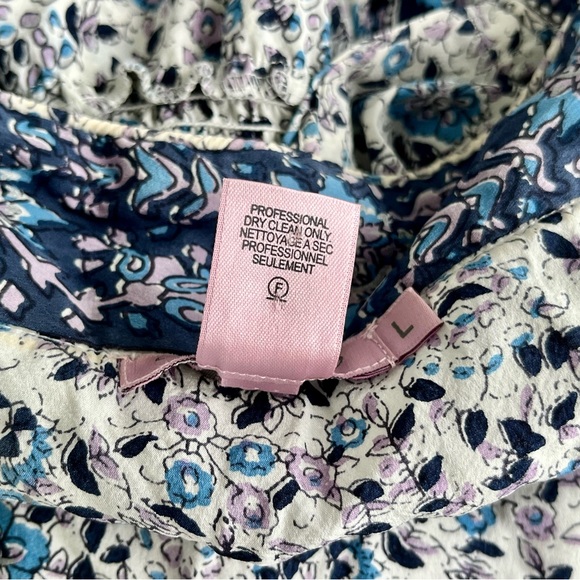 PROFESSIONAL
DRY CLEAN ONLY
NETTOYAGE A SEC
PROFESSIONNEL
SEULEMENT
F
L